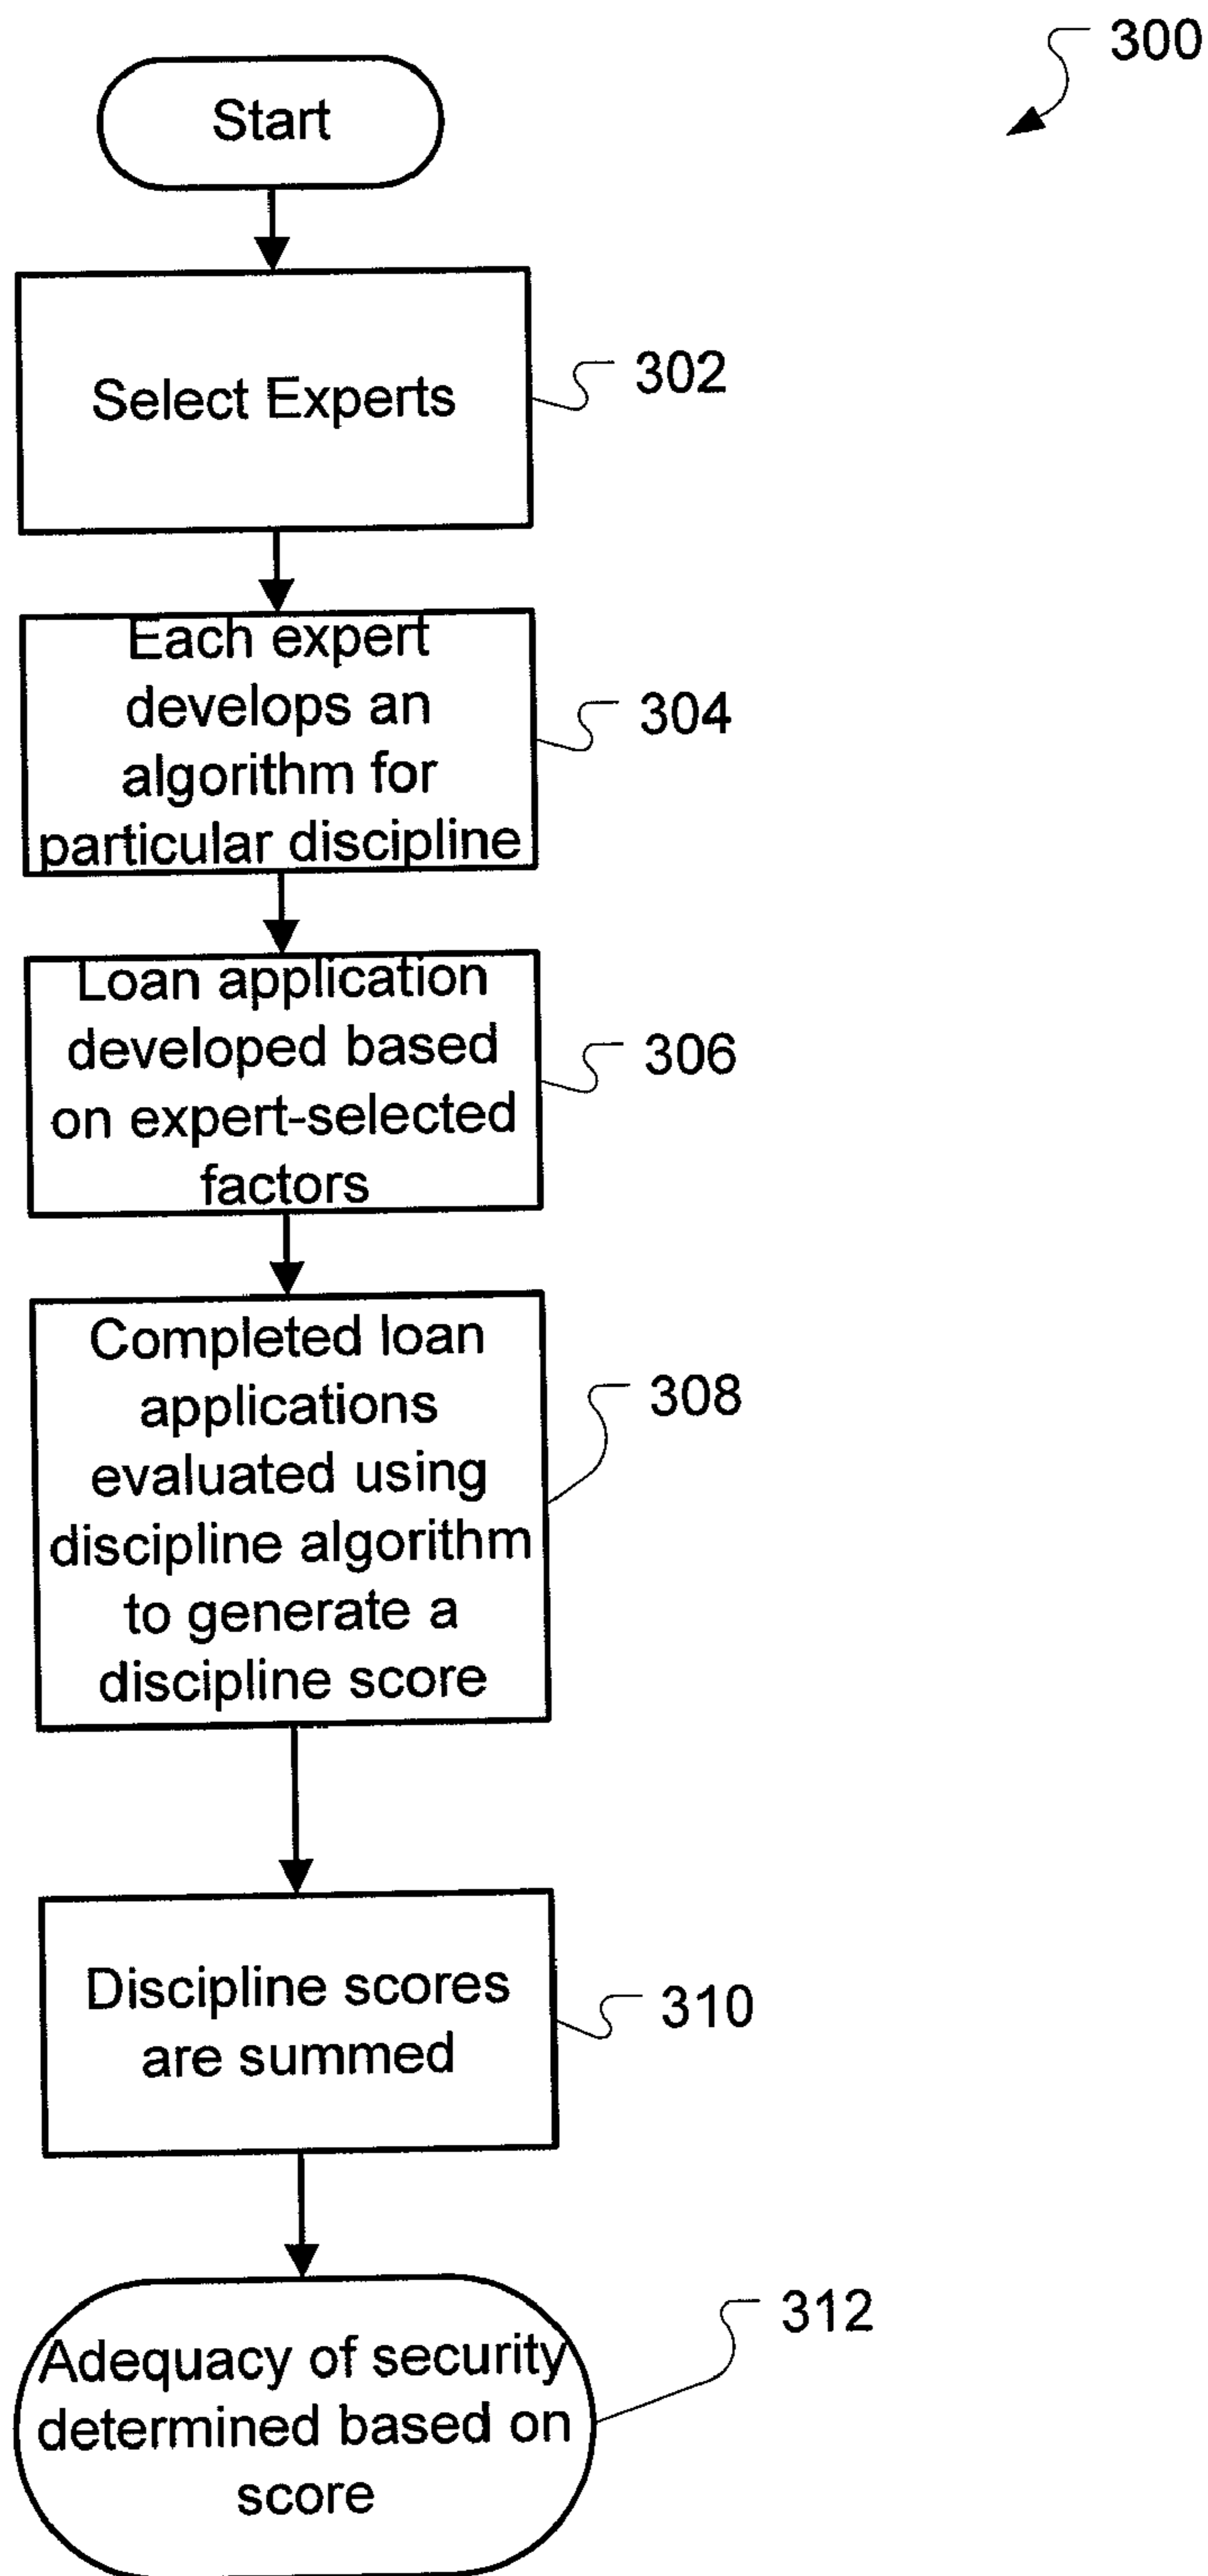 300
Start
Select Experts
302
Each expert
develops an
algorithm for
particular discipline
304
Loan application
developed based
on expert-selected
factors
306
Completed loan
applications
evaluated using
discipline algorithm
to generate a
discipline score
308
Discipline scores
are summed
310
Adequacy of security
determined based on
score
312